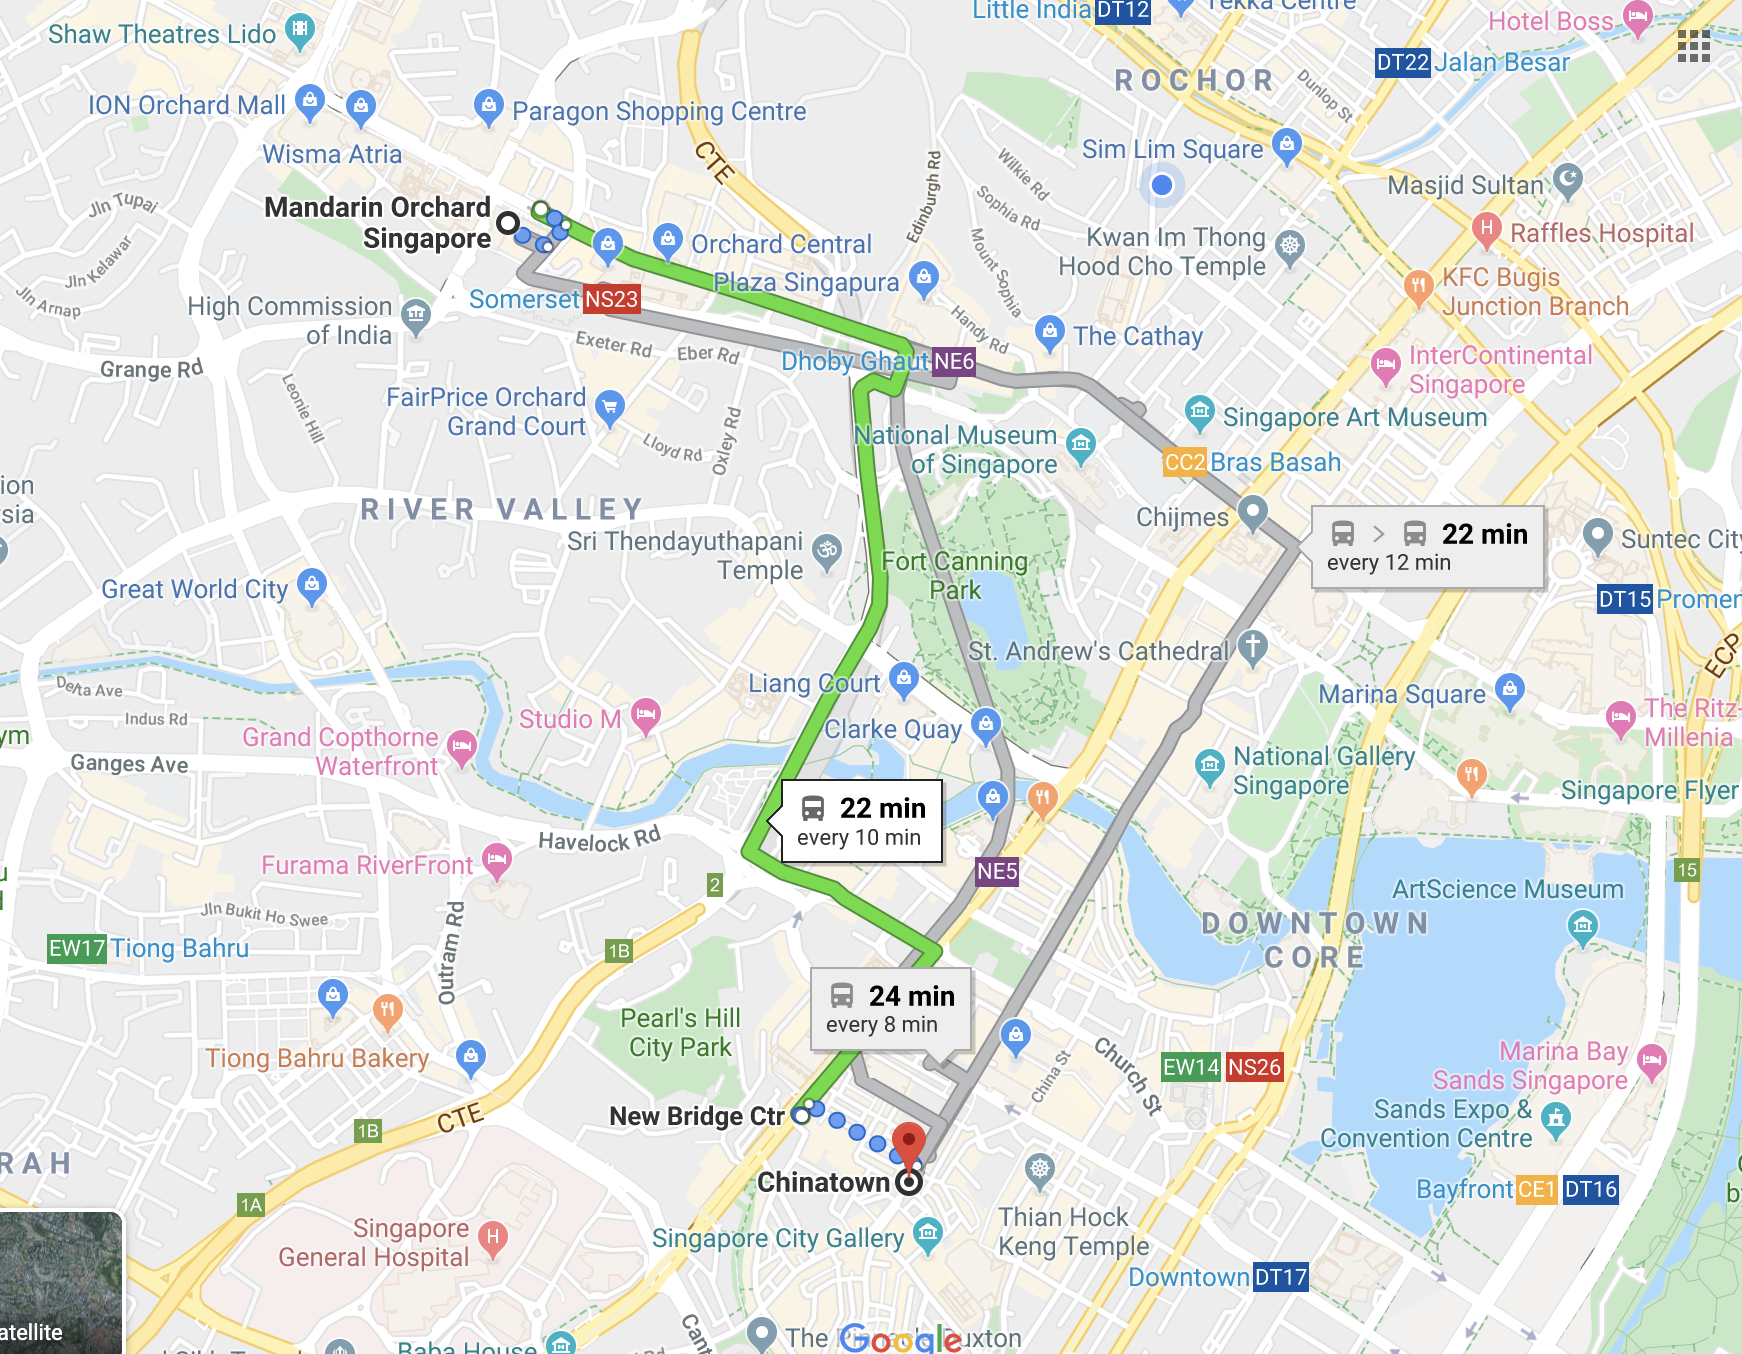 Little India DT12
Tekka Centre
Hotel Boss
Shaw Theatres Lido
DT22 Jalan Besar
ROCHOR
Dunlop St
ION Orchard Mall
Paragon Shopping Centre
Wisma Atria
CTE
Sim Lim Square
Edinburgh Rd
Wilkie Rd
Masjid Sultan
Jln Tupai
Sophia Rd
Mandarin Orchard
Singapore
Raffles Hospital
Orchard Central
Kwan Im Thong
Hood Cho Temple
Jln Kelawar
Mount Sophia
Plaza Singapura
KFC Bugis
Junction Branch
Jln Arnap
Somerset NS23
High Commission
of India
Handy Rd
The Cathay
Exeter Rd
Eber Rd
Dhoby Ghaut NE6
InterContinental
Singapore
Grange Rd
Leonie Hill
FairPrice Orchard
Grand Court
Singapore Art Museum
Lloyd Rd
Oxley Rd
National Museum
of Singapore
CC2 Bras Basah
RIVER VALLEY
Chijmes
22 min
every 12 min
Suntec City
Sri Thendayuthapani
Temple
Fort Canning
Park
Great World City
DT15 Promen
St. Andrew's Cathedral
ECP
Liang Court
Delta Ave
Marina Square
Indus Rd
Studio M
Clarke Quay
The Ritz-
Millenia
Grand Copthorne
Waterfront
Ganges Ave
National Gallery
Singapore
Singapore Flyer
22 min
every 10 min
Havelock Rd
Furama RiverFront
NE5
15
2
ArtScience Museum
Jln Bukit Ho Swee
DOWNTOWN
CORE
EW17 Tiong Bahru
1B
Outram Rd
24 min
every 8 min
Pearl's Hill
City Park
Tiong Bahru Bakery
China St
Church St
EW14 NS26
Marina Bay
Sands Singapore
CTE
1B
New Bridge Ctr
Sands Expo &
Convention Centre
RAH
Chinatown
1A
Bayfront CE1 DT16
Singapore
General Hospital
Singapore City Gallery
Thian Hock
Keng Temple
Downtown DT17
atellite
Cant
The
Google
uxton
Baba House